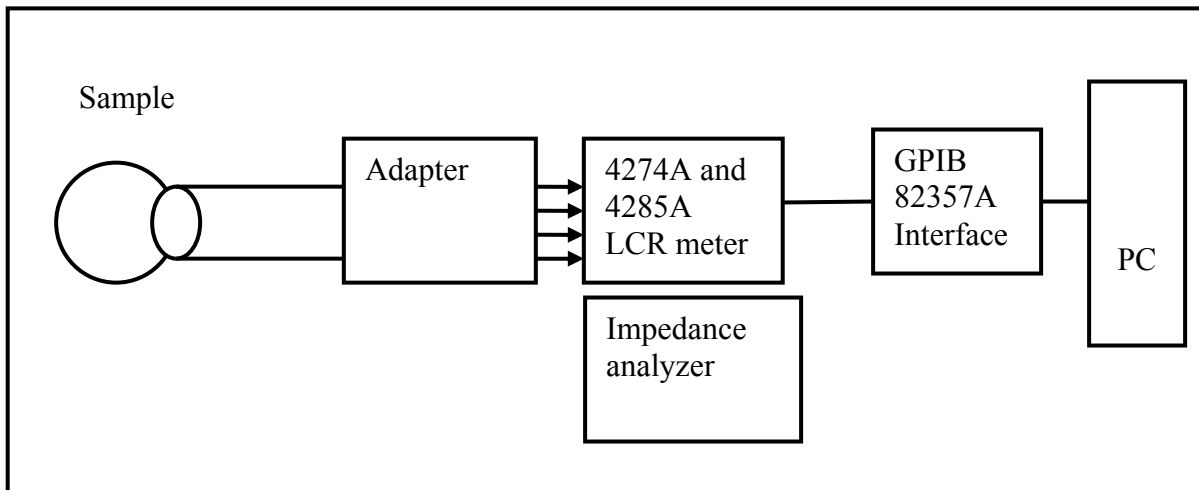 Sample
Adapter
4274A and
4285A
LCR meter
GPIB
82357A
Interface
PC
Impedance
analyzer